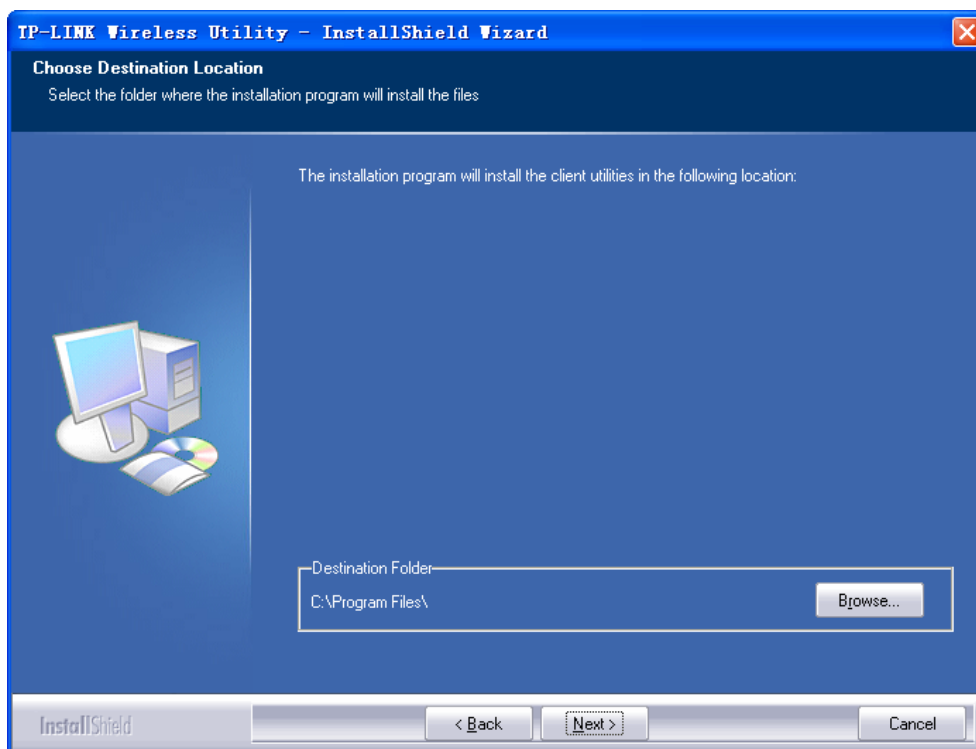 TP-LINK Wireless Utility - InstallShield Wizard
Choose Destination Location
Select the folder where the installation program will install the files
The installation program will install the client utilities in the following location:
Destination Folder
C:\Program Files\
Browse...
InstallShield
< Back
Next >
Cancel